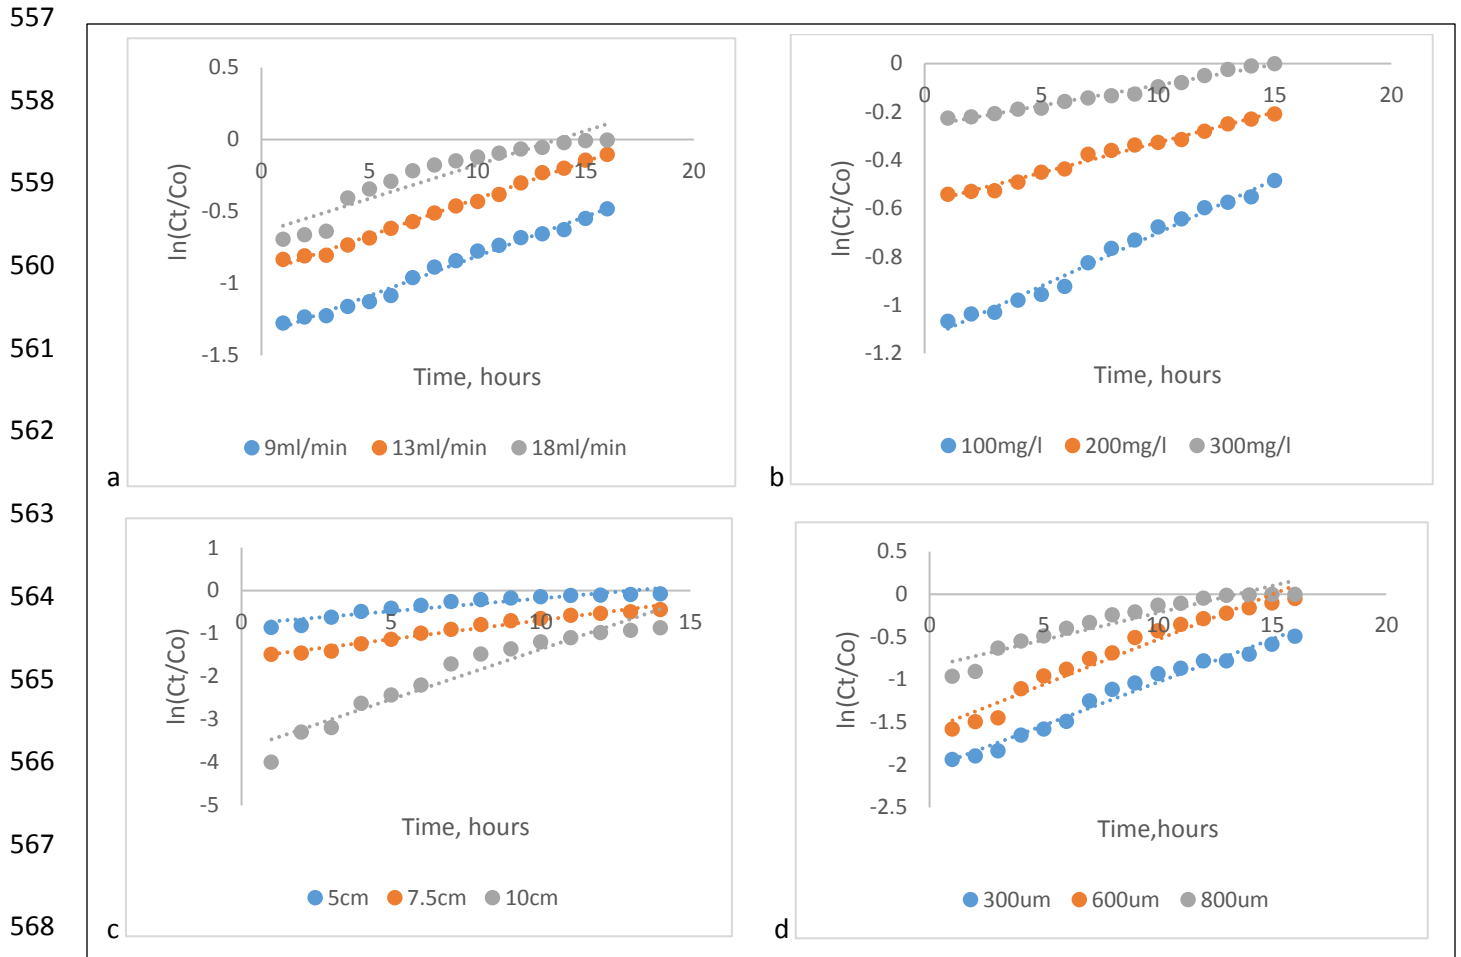 557
558
559
560
561
562
563
564
565
566
567
568
0.5
0
-0.5
-1
-1.5
0 5 10 15 20
ln(Ct/Co)
Time, hours
9ml/min 13ml/min 18ml/min
a
0
-0.2
-0.4
-0.6
-0.8
-1
-1.2
0 5 10 15 20
ln(Ct/Co)
Time, hours
100mg/l 200mg/l 300mg/l
b
1
0
-1
-2
-3
-4
-5
0 5 10 15
ln(Ct/Co)
Time, hours
5cm 7.5cm 10cm
c
0.5
0
-0.5
-1
-1.5
-2
-2.5
0 5 10 15 20
ln(Ct/Co)
Time,hours
300um 600um 800um
d